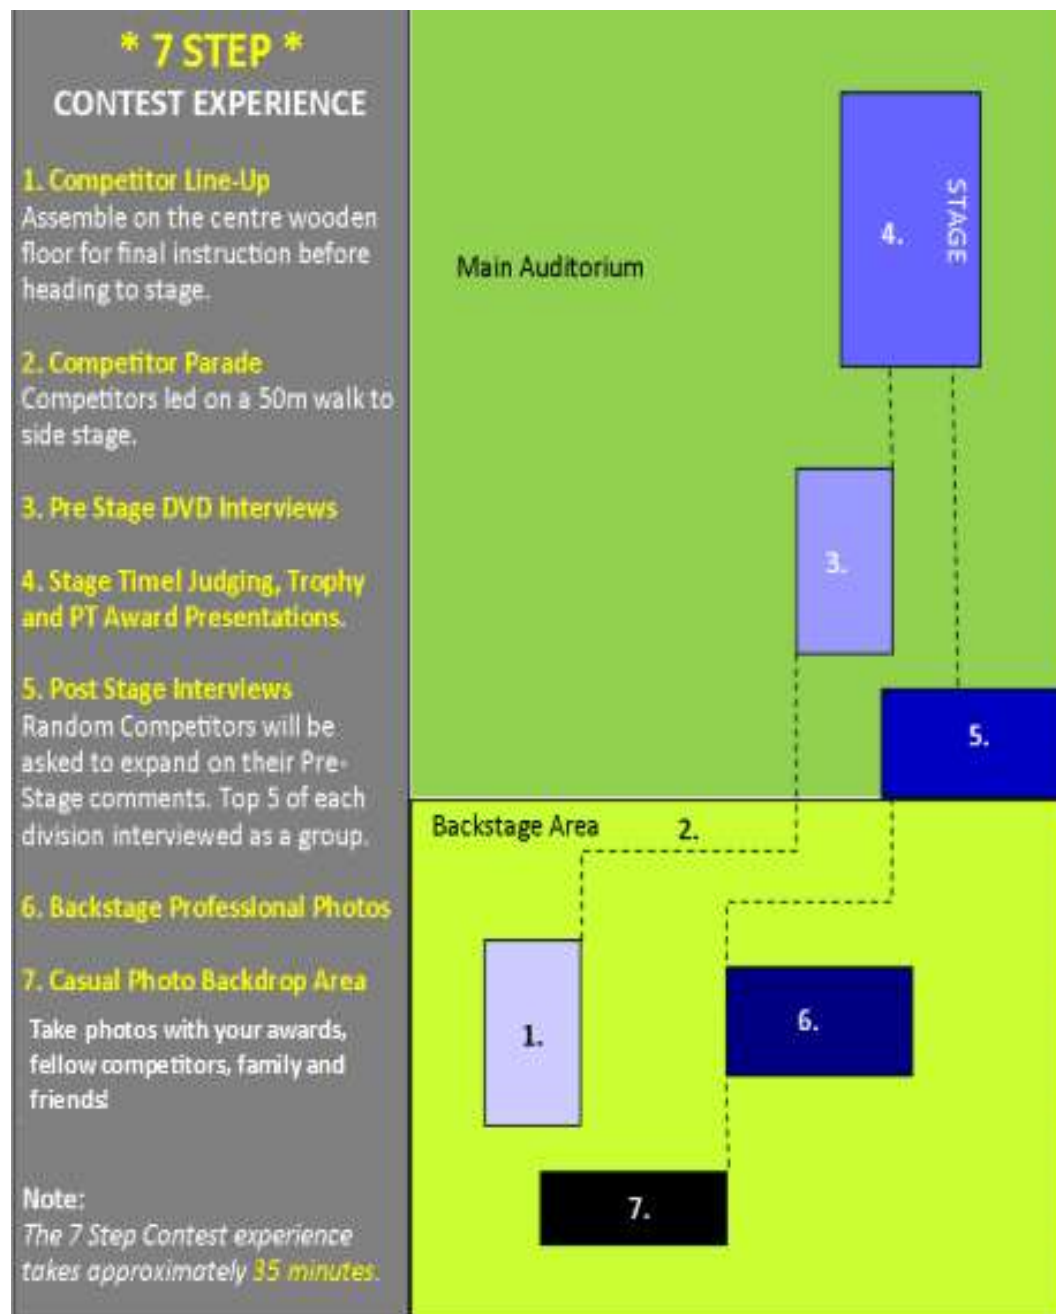 * 7 STEP *
CONTEST EXPERIENCE
1. Competitor Line-Up
Assemble on the centre wooden
floor for final instruction before
heading to stage.
2. Competitor Parade
Competitors led on a 50m walk to
side stage.
3. Pre Stage DVD Interviews
4. Stage Time! Judging, Trophy
and PT Award Presentations.
5. Post Stage Interviews
Random Competitors will be
asked to expand on their Pre-
Stage comments. Top 5 of each
division interviewed as a group.
6. Backstage Professional Photos
7. Casual Photo Backdrop Area
Take photos with your awards,
fellow competitors, family and
friends!
Note:
The 7 Step Contest experience
takes approximately 35 minutes.
Main Auditorium
4.
STAGE
3.
5.
Backstage Area
2.
1.
6.
7.